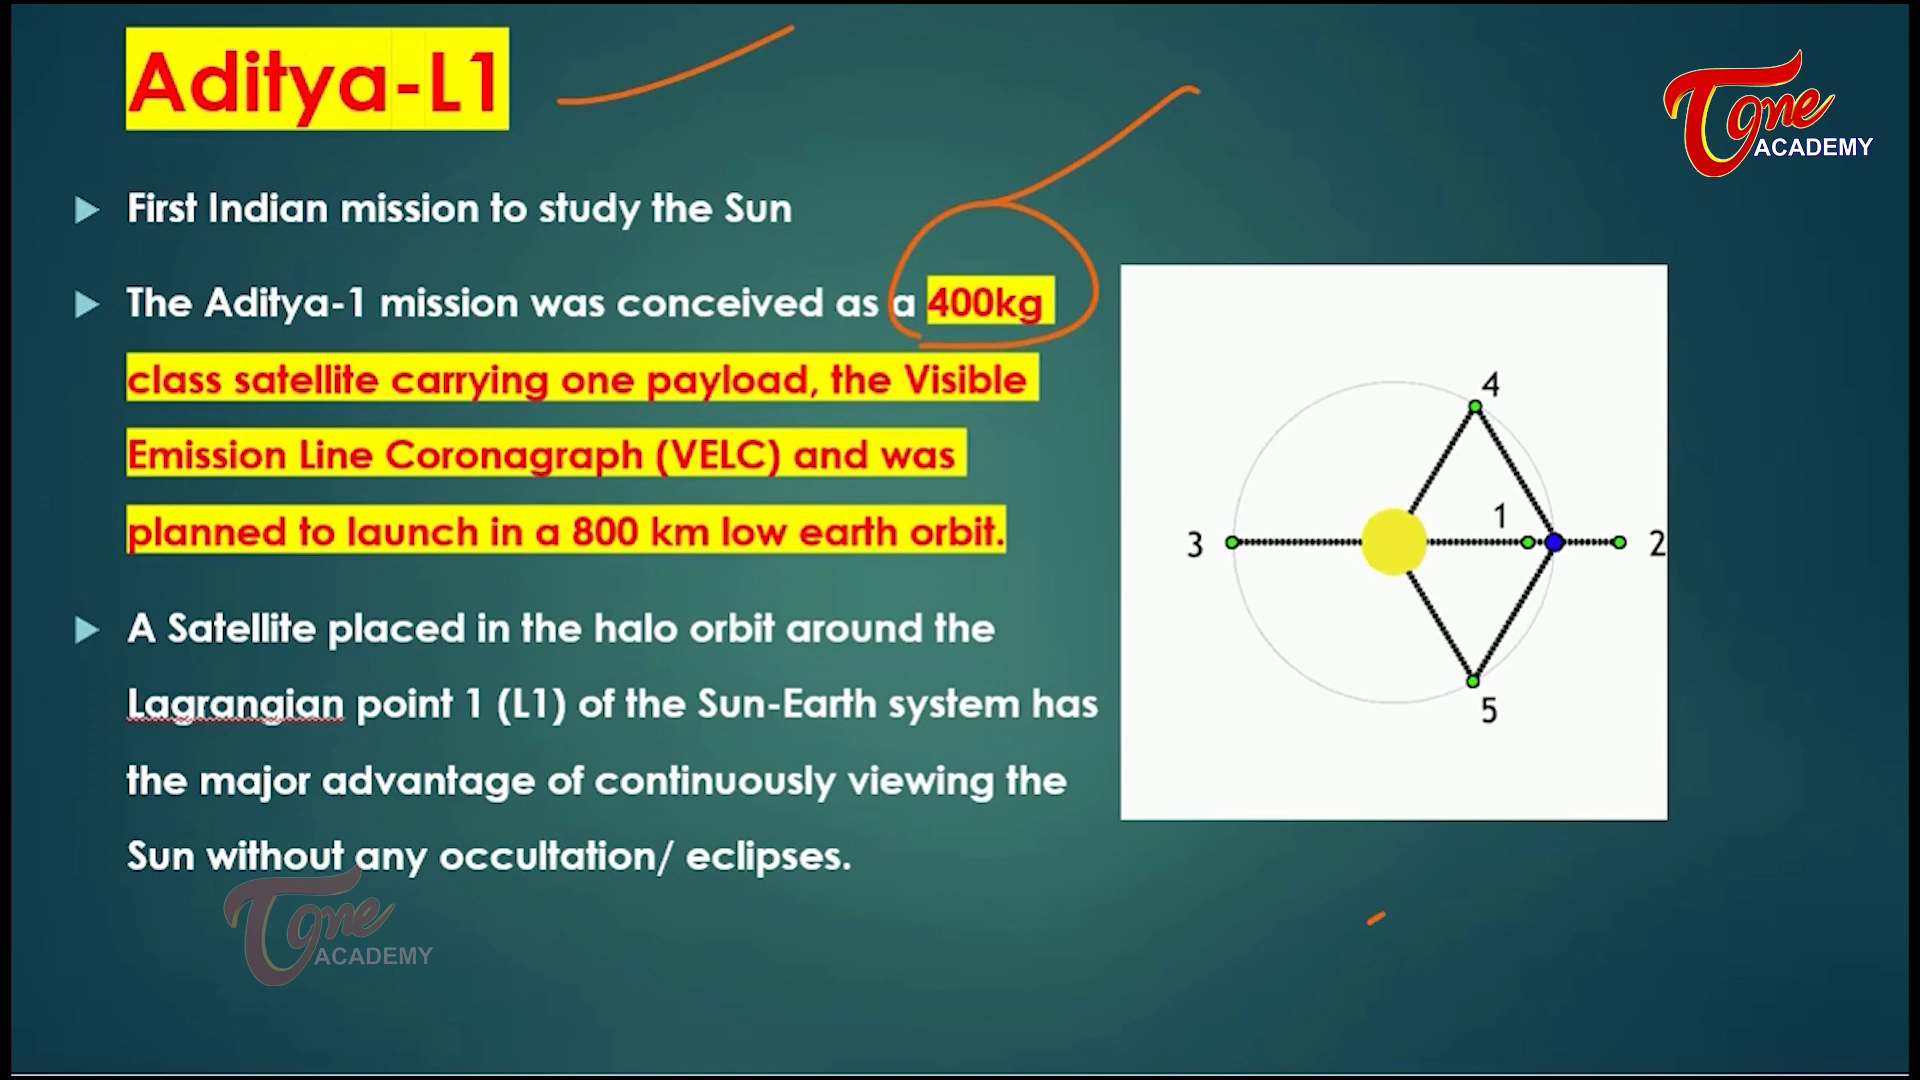 Aditya-L1
Tone
ACADEMY
First Indian mission to study the Sun
The Aditya-1 mission was conceived as a 400kg
class satellite carrying one payload, the Visible
Emission Line Coronagraph (VELC) and was
planned to launch in a 800 km low earth orbit.
A Satellite placed in the halo orbit around the
Lagrangian point 1 (L1) of the Sun-Earth system has
the major advantage of continuously viewing the
Sun without any occultation/ eclipses.
4
1
3
2
5
Tone
ACADEMY